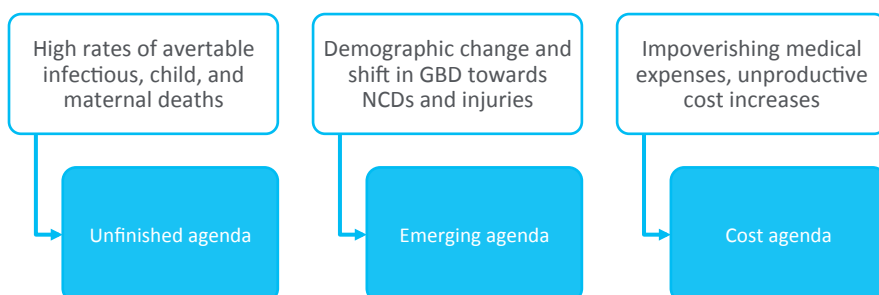 High rates of avertable
infectious, child, and
maternal deaths
Unfinished agenda
Demographic change and
shift in GBD towards
NCDs and injuries
Emerging agenda
Impoverishing medical
expenses, unproductive
cost increases
Cost agenda